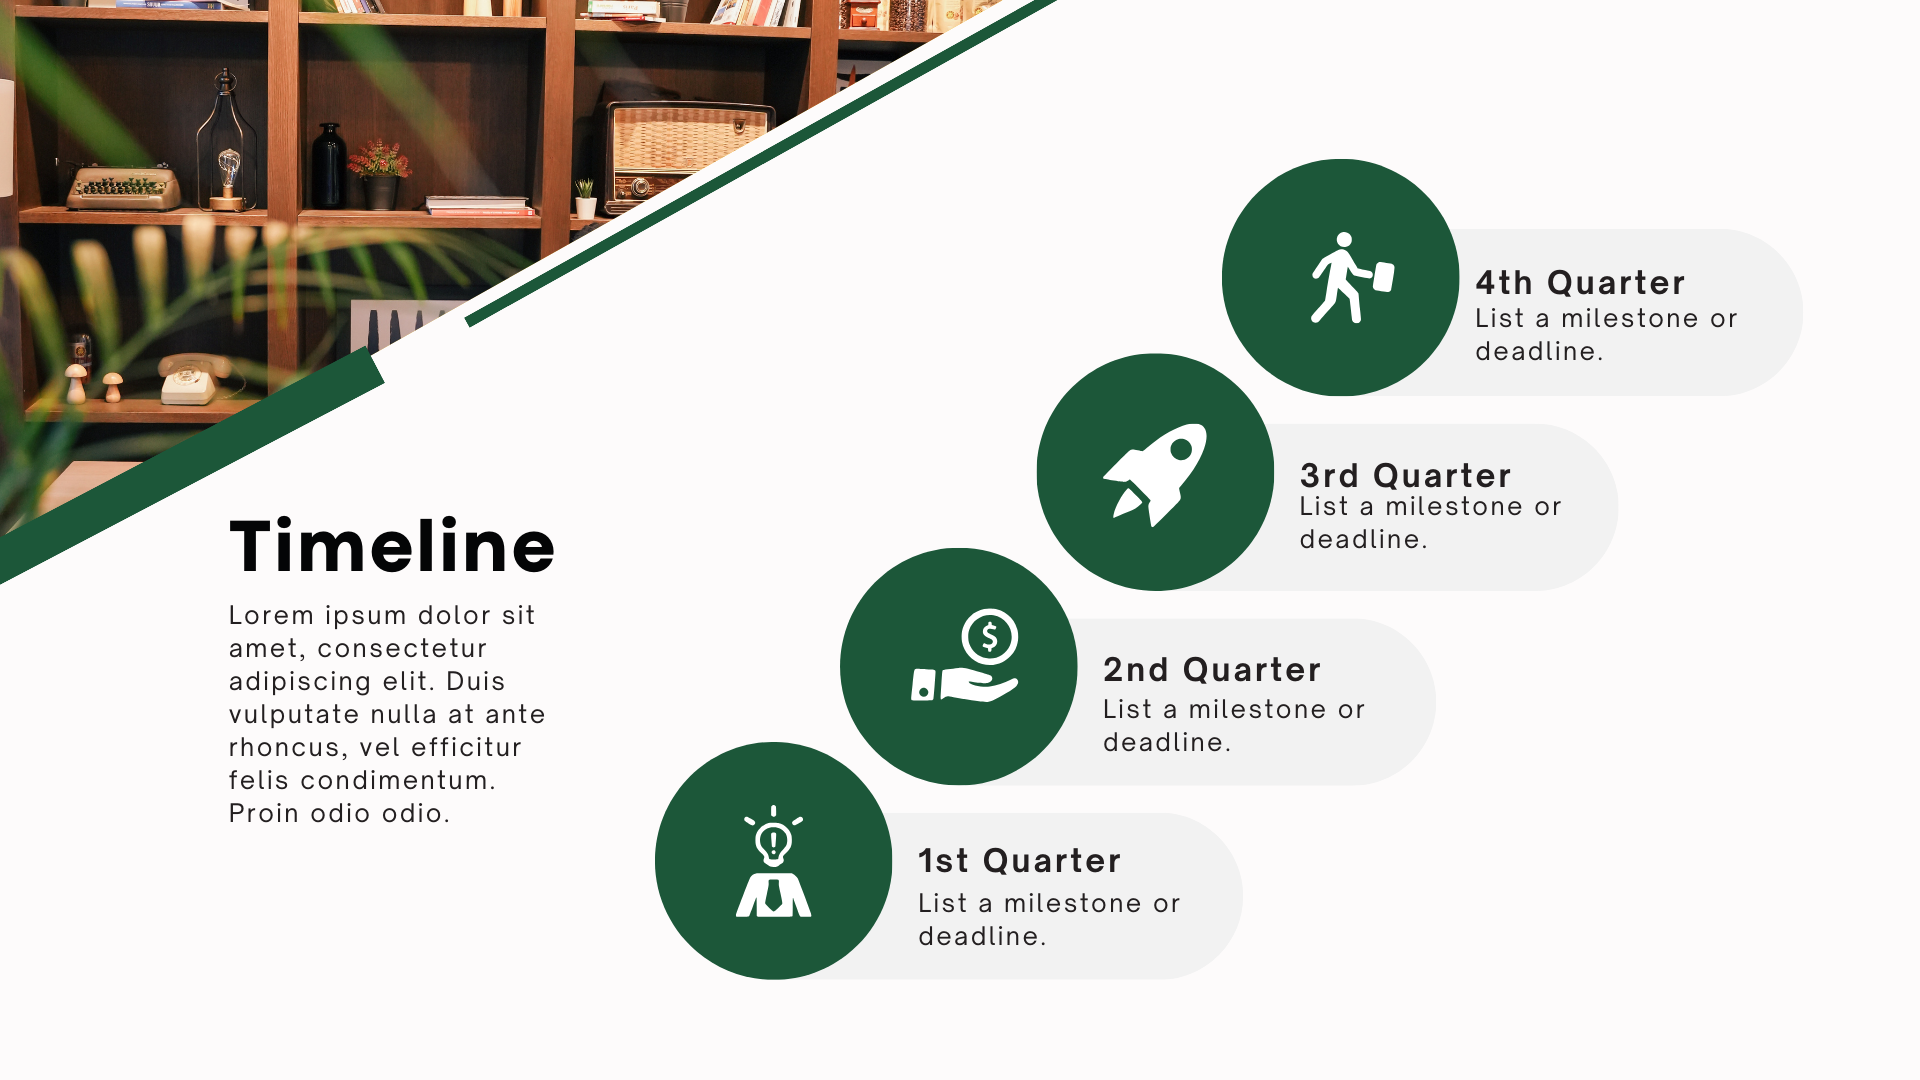 Timeline
Lorem ipsum dolor sit
amet, consectetur
adipiscing elit. Duis
vulputate nulla at ante
rhoncus, vel efficitur
felis condimentum.
Proin odio odio.
4th Quarter
List a milestone or
deadline.
3rd Quarter
List a milestone or
deadline.
$
2nd Quarter
List a milestone or
deadline.
1st Quarter
List a milestone or
deadline.